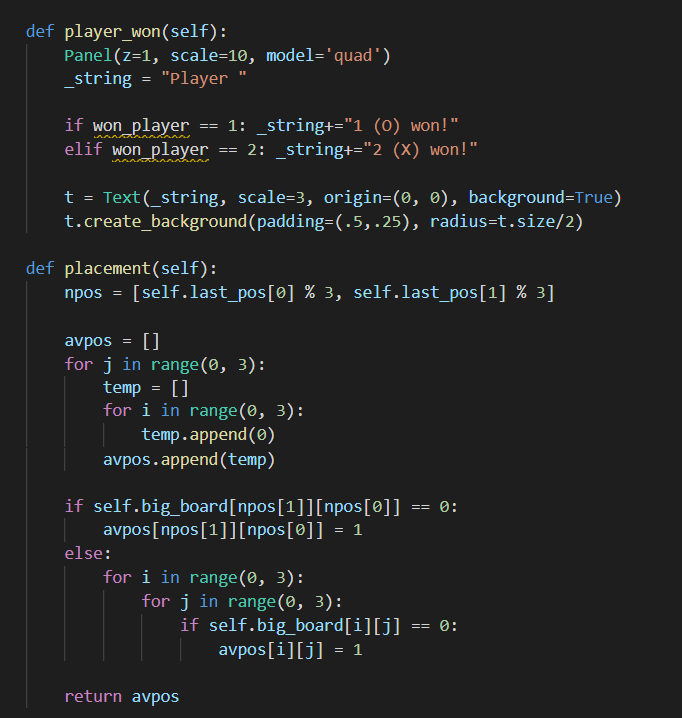 def player_won(self):
    Panel(z=1, scale=10, model='quad')
    _string = "Player "

    if won_player == 1: _string+="1 (O) won!"
    elif won_player == 2: _string+="2 (X) won!"

    t = Text(_string, scale=3, origin=(0, 0), background=True)
    t.create_background(padding=(.5,.25), radius=t.size/2)

def placement(self):
    npos = [self.last_pos[0] % 3, self.last_pos[1] % 3]

    avpos = []
    for j in range(0, 3):
        temp = []
        for i in range(0, 3):
            temp.append(0)
        avpos.append(temp)

    if self.big_board[npos[1]][npos[0]] == 0:
        avpos[npos[1]][npos[0]] = 1
    else:
        for i in range(0, 3):
            for j in range(0, 3):
                if self.big_board[i][j] == 0:
                    avpos[i][j] = 1

    return avpos